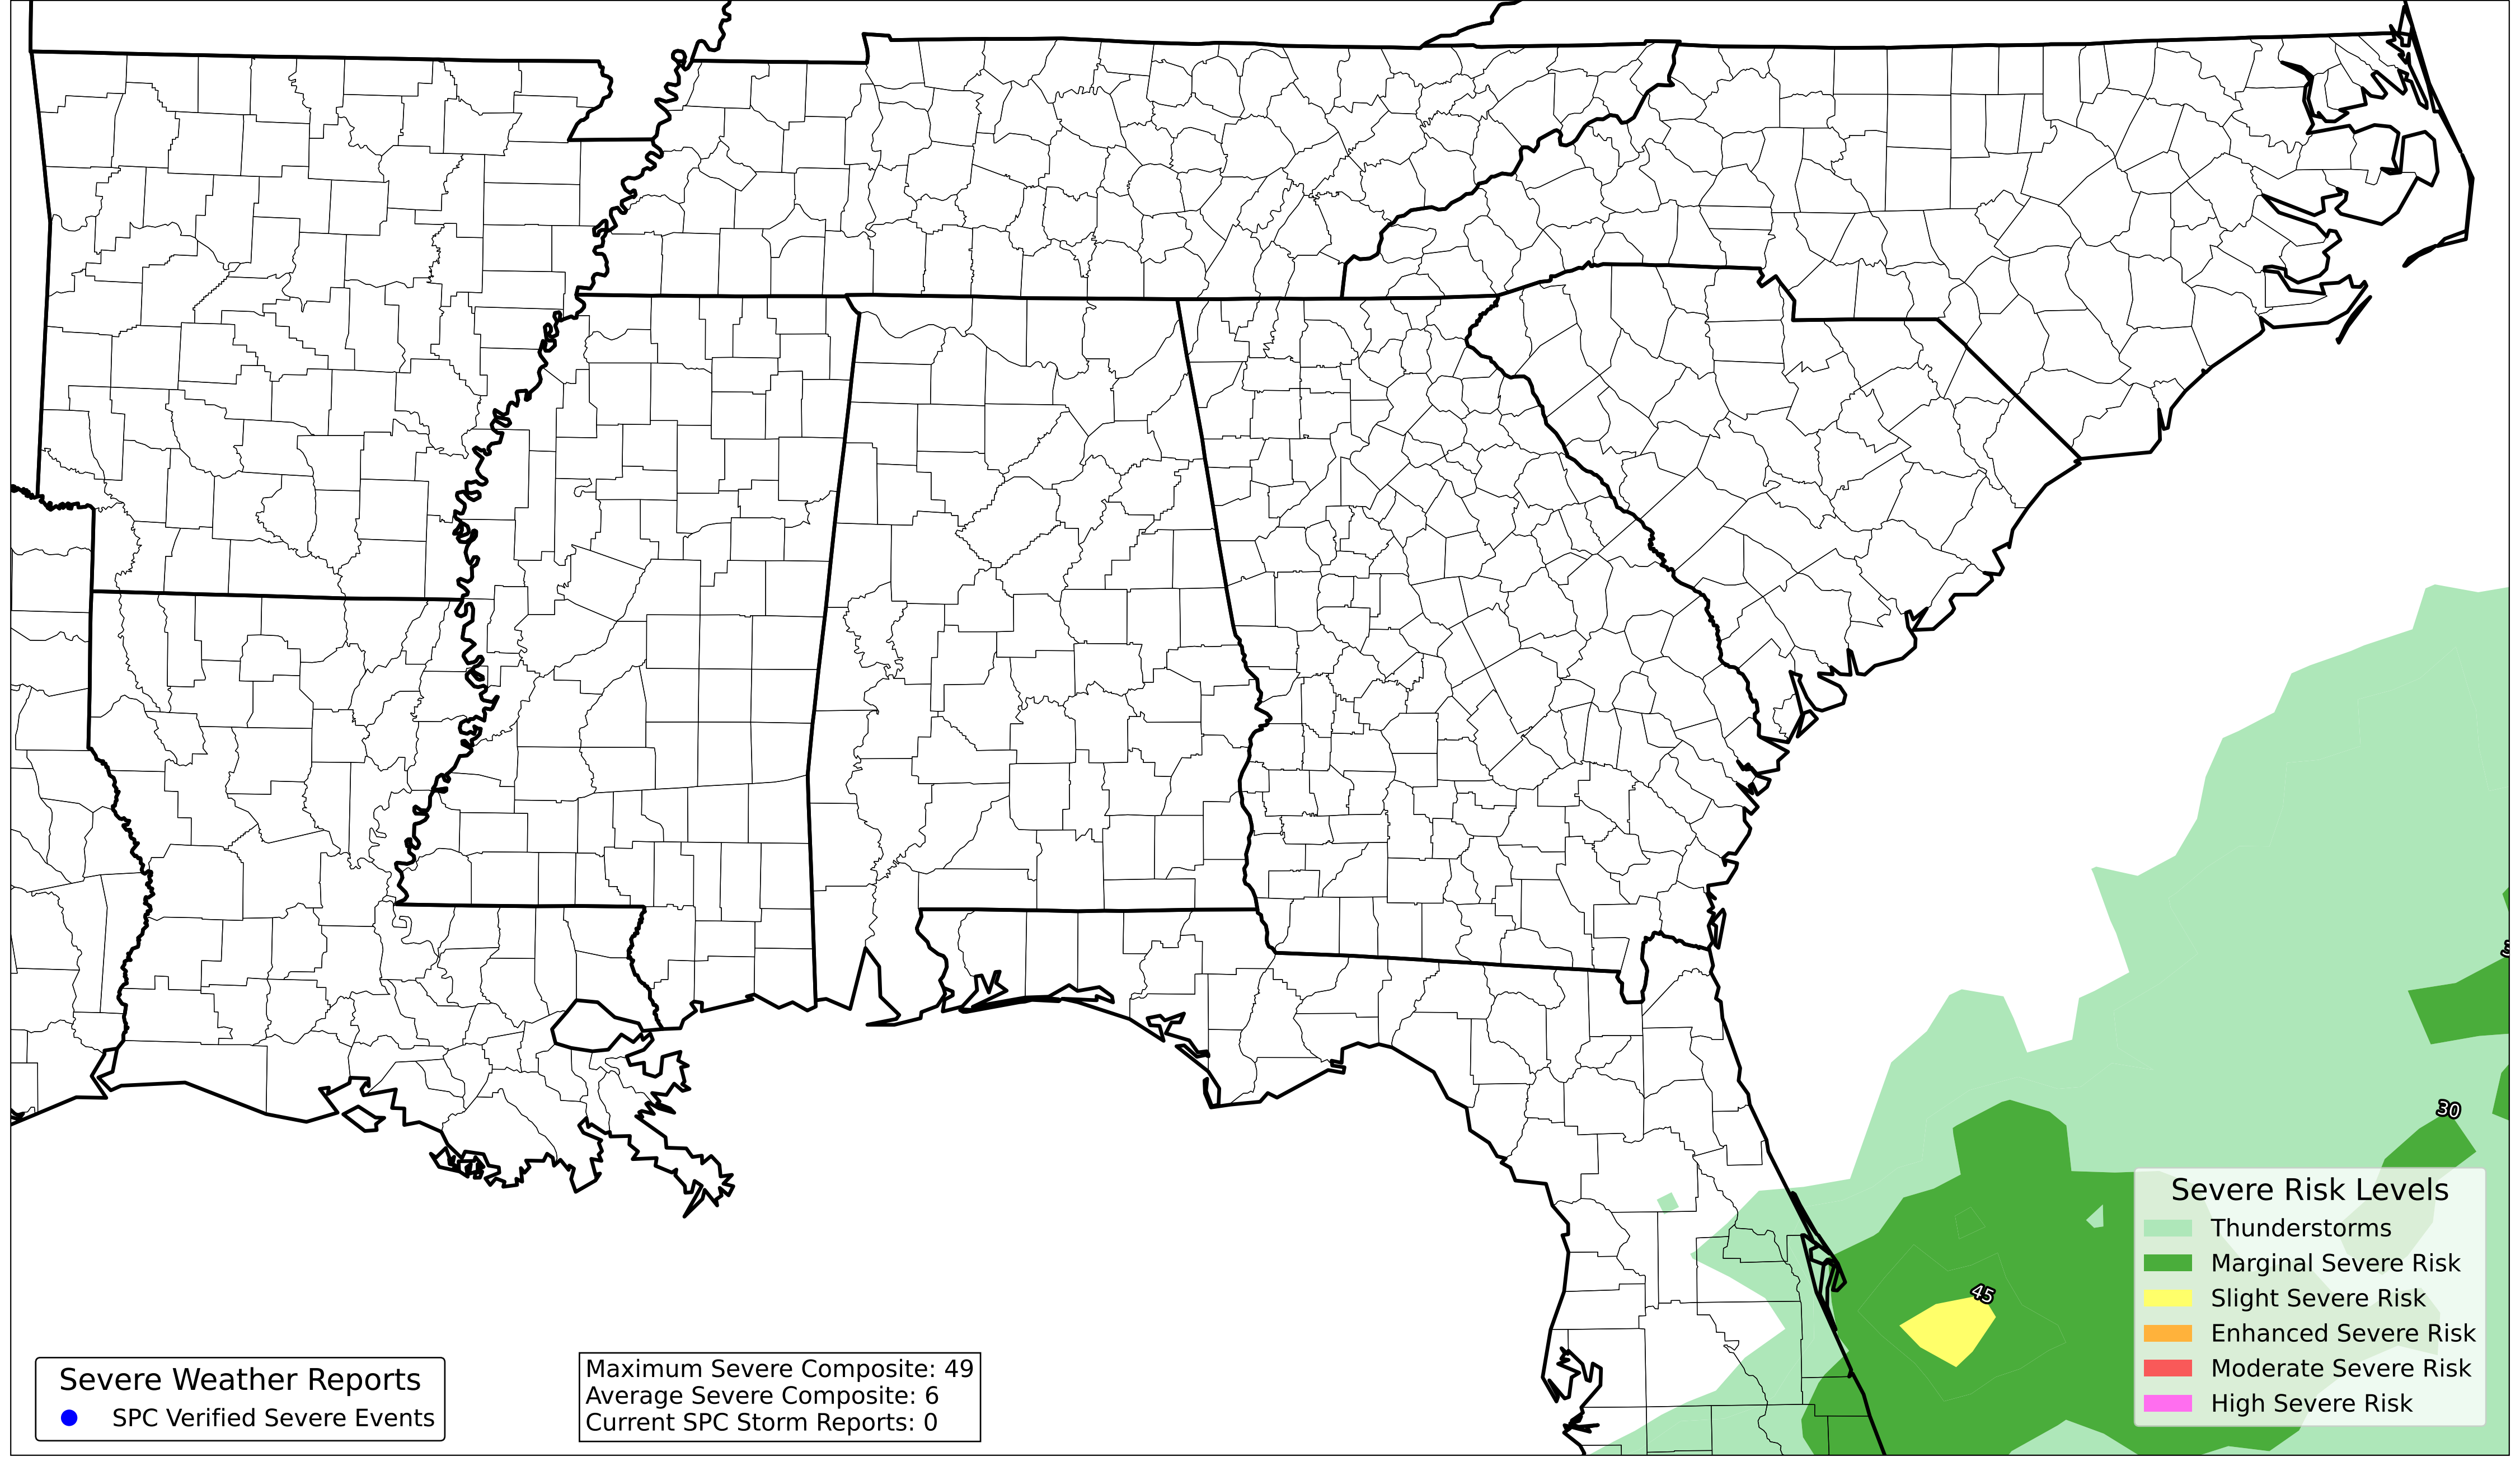 30
45
Severe Risk Levels
Thunderstorms
Marginal Severe Risk
Slight Severe Risk
Enhanced Severe Risk
Moderate Severe Risk
High Severe Risk
Severe Weather Reports
SPC Verified Severe Events
Maximum Severe Composite: 49
Average Severe Composite: 6
Current SPC Storm Reports: 0